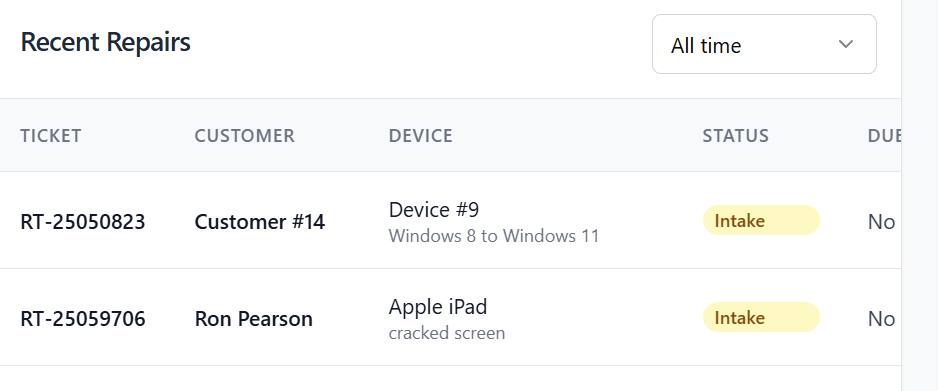 Recent Repairs
All time
TICKET CUSTOMER DEVICE STATUS DUE
RT-25050823 Customer #14 Device #9 Intake No
Windows 8 to Windows 11
RT-25059706 Ron Pearson Apple iPad Intake No
cracked screen